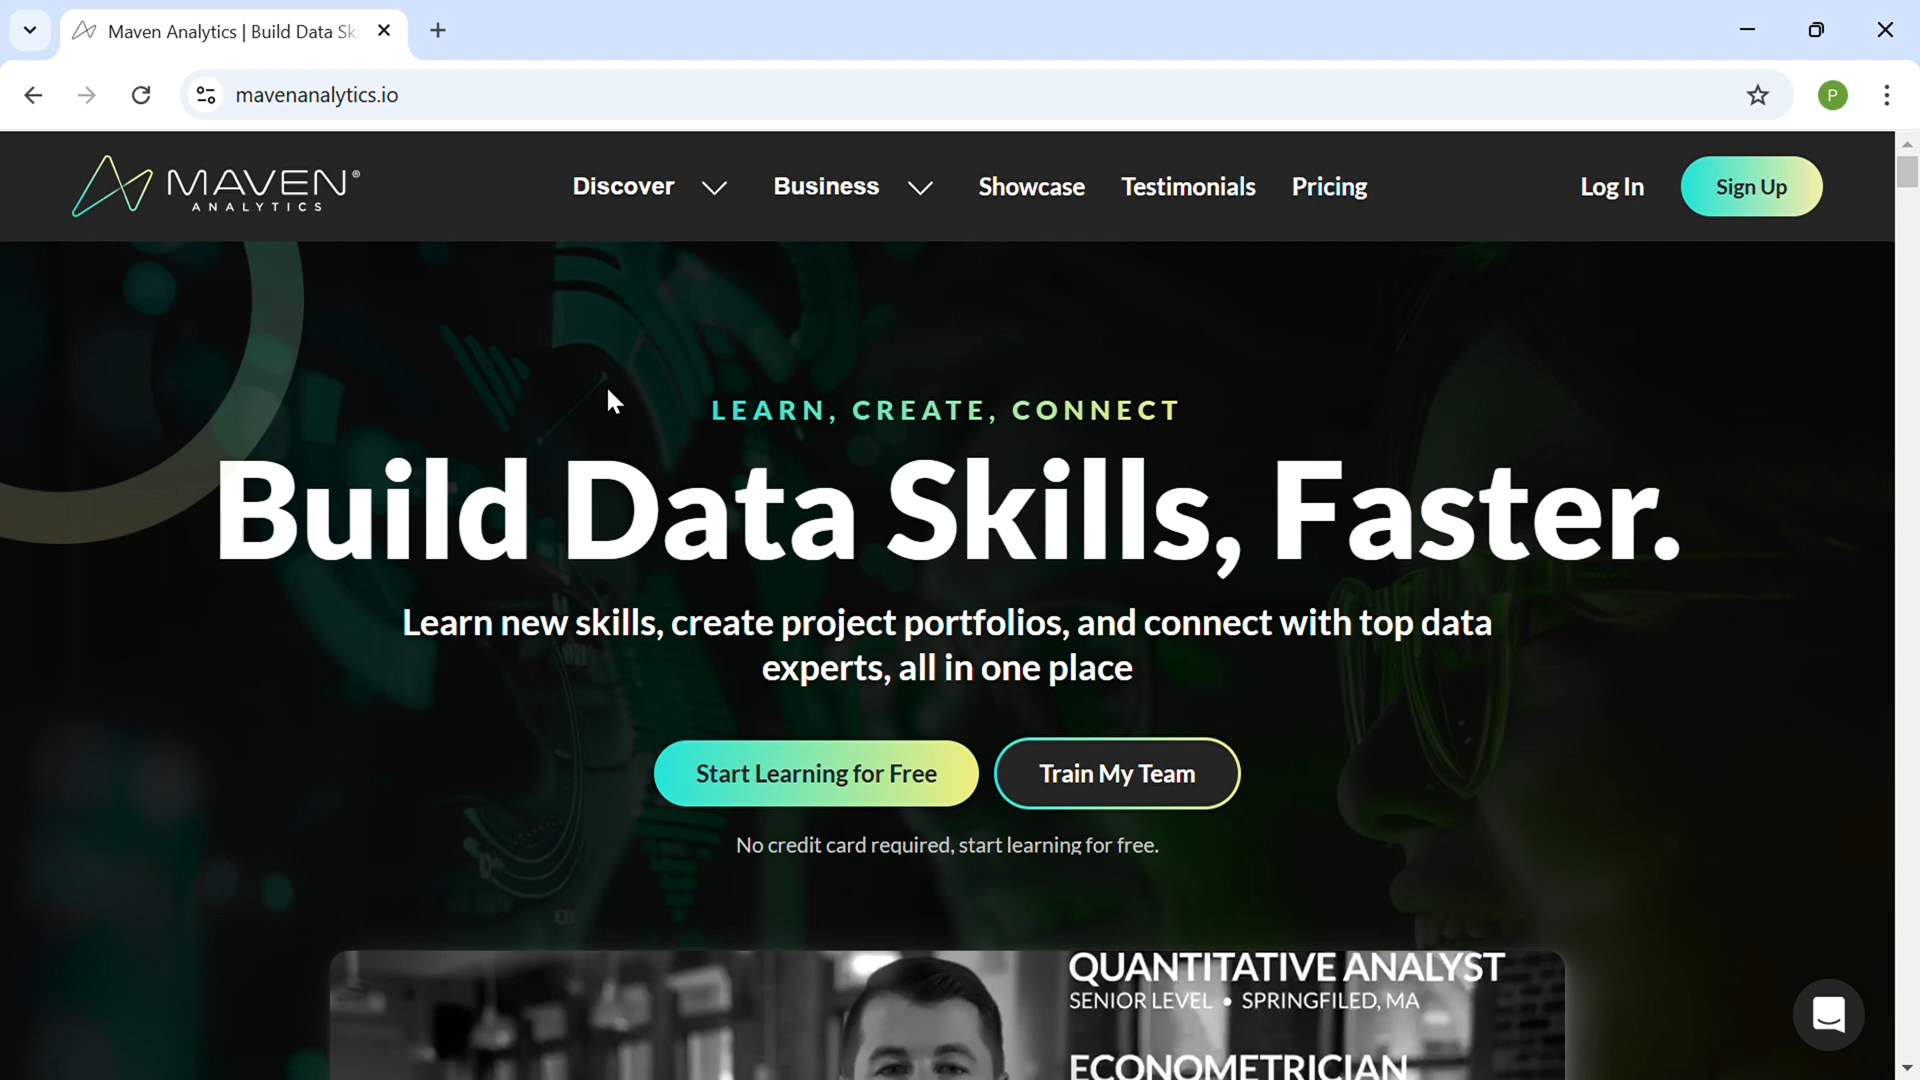 Maven Analytics | Build Data Sk
mavenanalytics.io
P
MAVEN®
ANALYTICS
Discover
Business
Showcase
Testimonials
Pricing
Log In
Sign Up
LEARN, CREATE, CONNECT
Build Data Skills, Faster.
Learn new skills, create project portfolios, and connect with top data
experts, all in one place
Start Learning for Free
Train My Team
No credit card required, start learning for free.
QUANTITATIVE ANALYST
SENIOR LEVEL • SPRINGFILED, MA
ECONOMETRICIAN